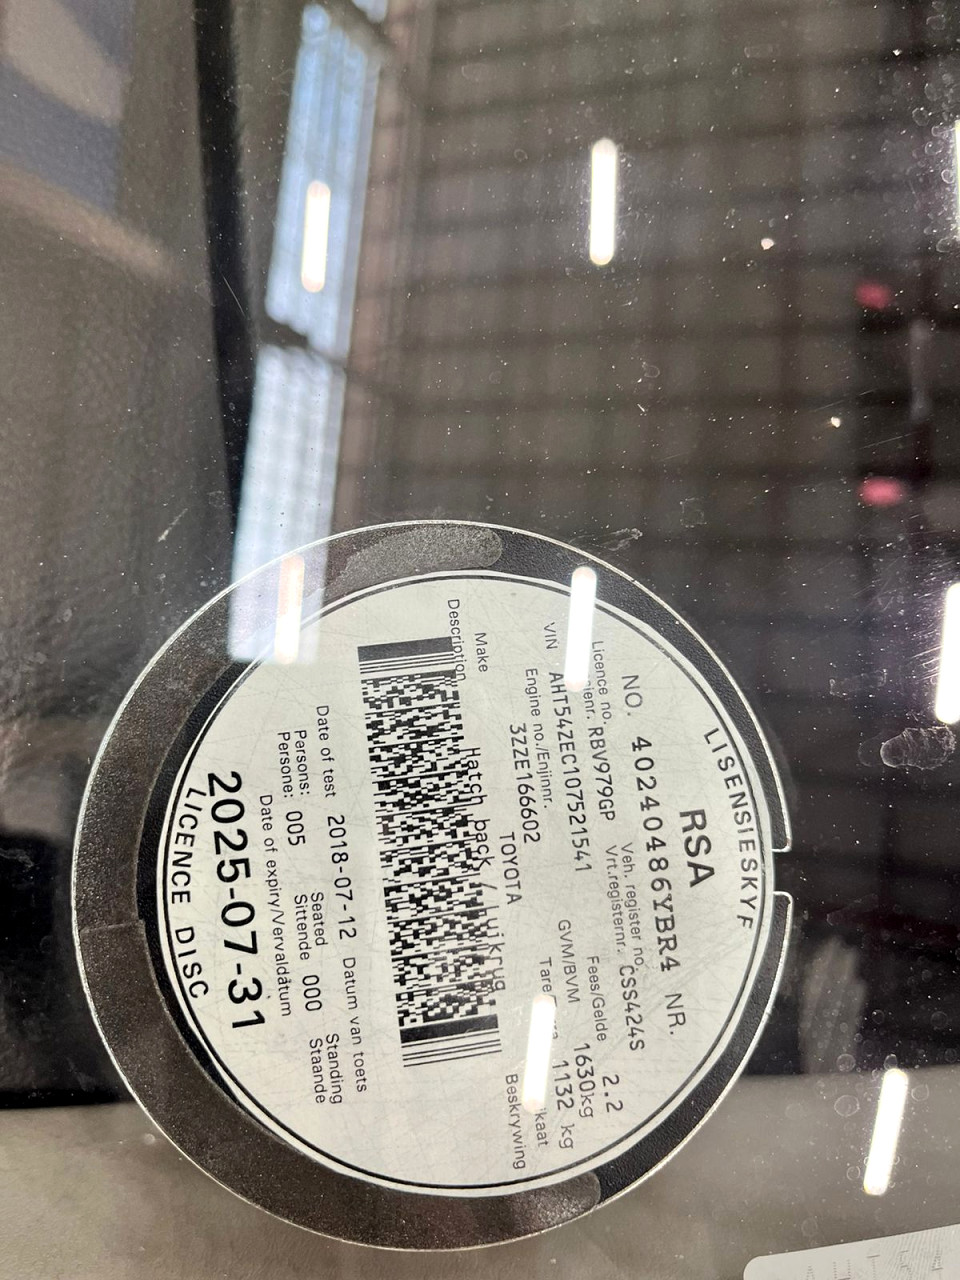 LISENSIESKYF
RSA
NO. 40240486YBR4 NR.
Licence no. Veh. register no. 2.2
RBV979GP Vrt.registernr. CSS424S
Fees/Gelde 1630kg
VIN AHT54ZEC107521541 GVM/BVM 1132 kg
Engine no./Enjinnr. Tare
3ZZE166602
Make TOYOTA
Description Hatch back / Luikrug Beskrywing
Date of test 2018-07-12 Datum van toets
Persons: 005 Seated 000 Standing
Persone: Sittende Staande
Date of expiry/Vervaldatum
2025-07-31
LICENCE DISC